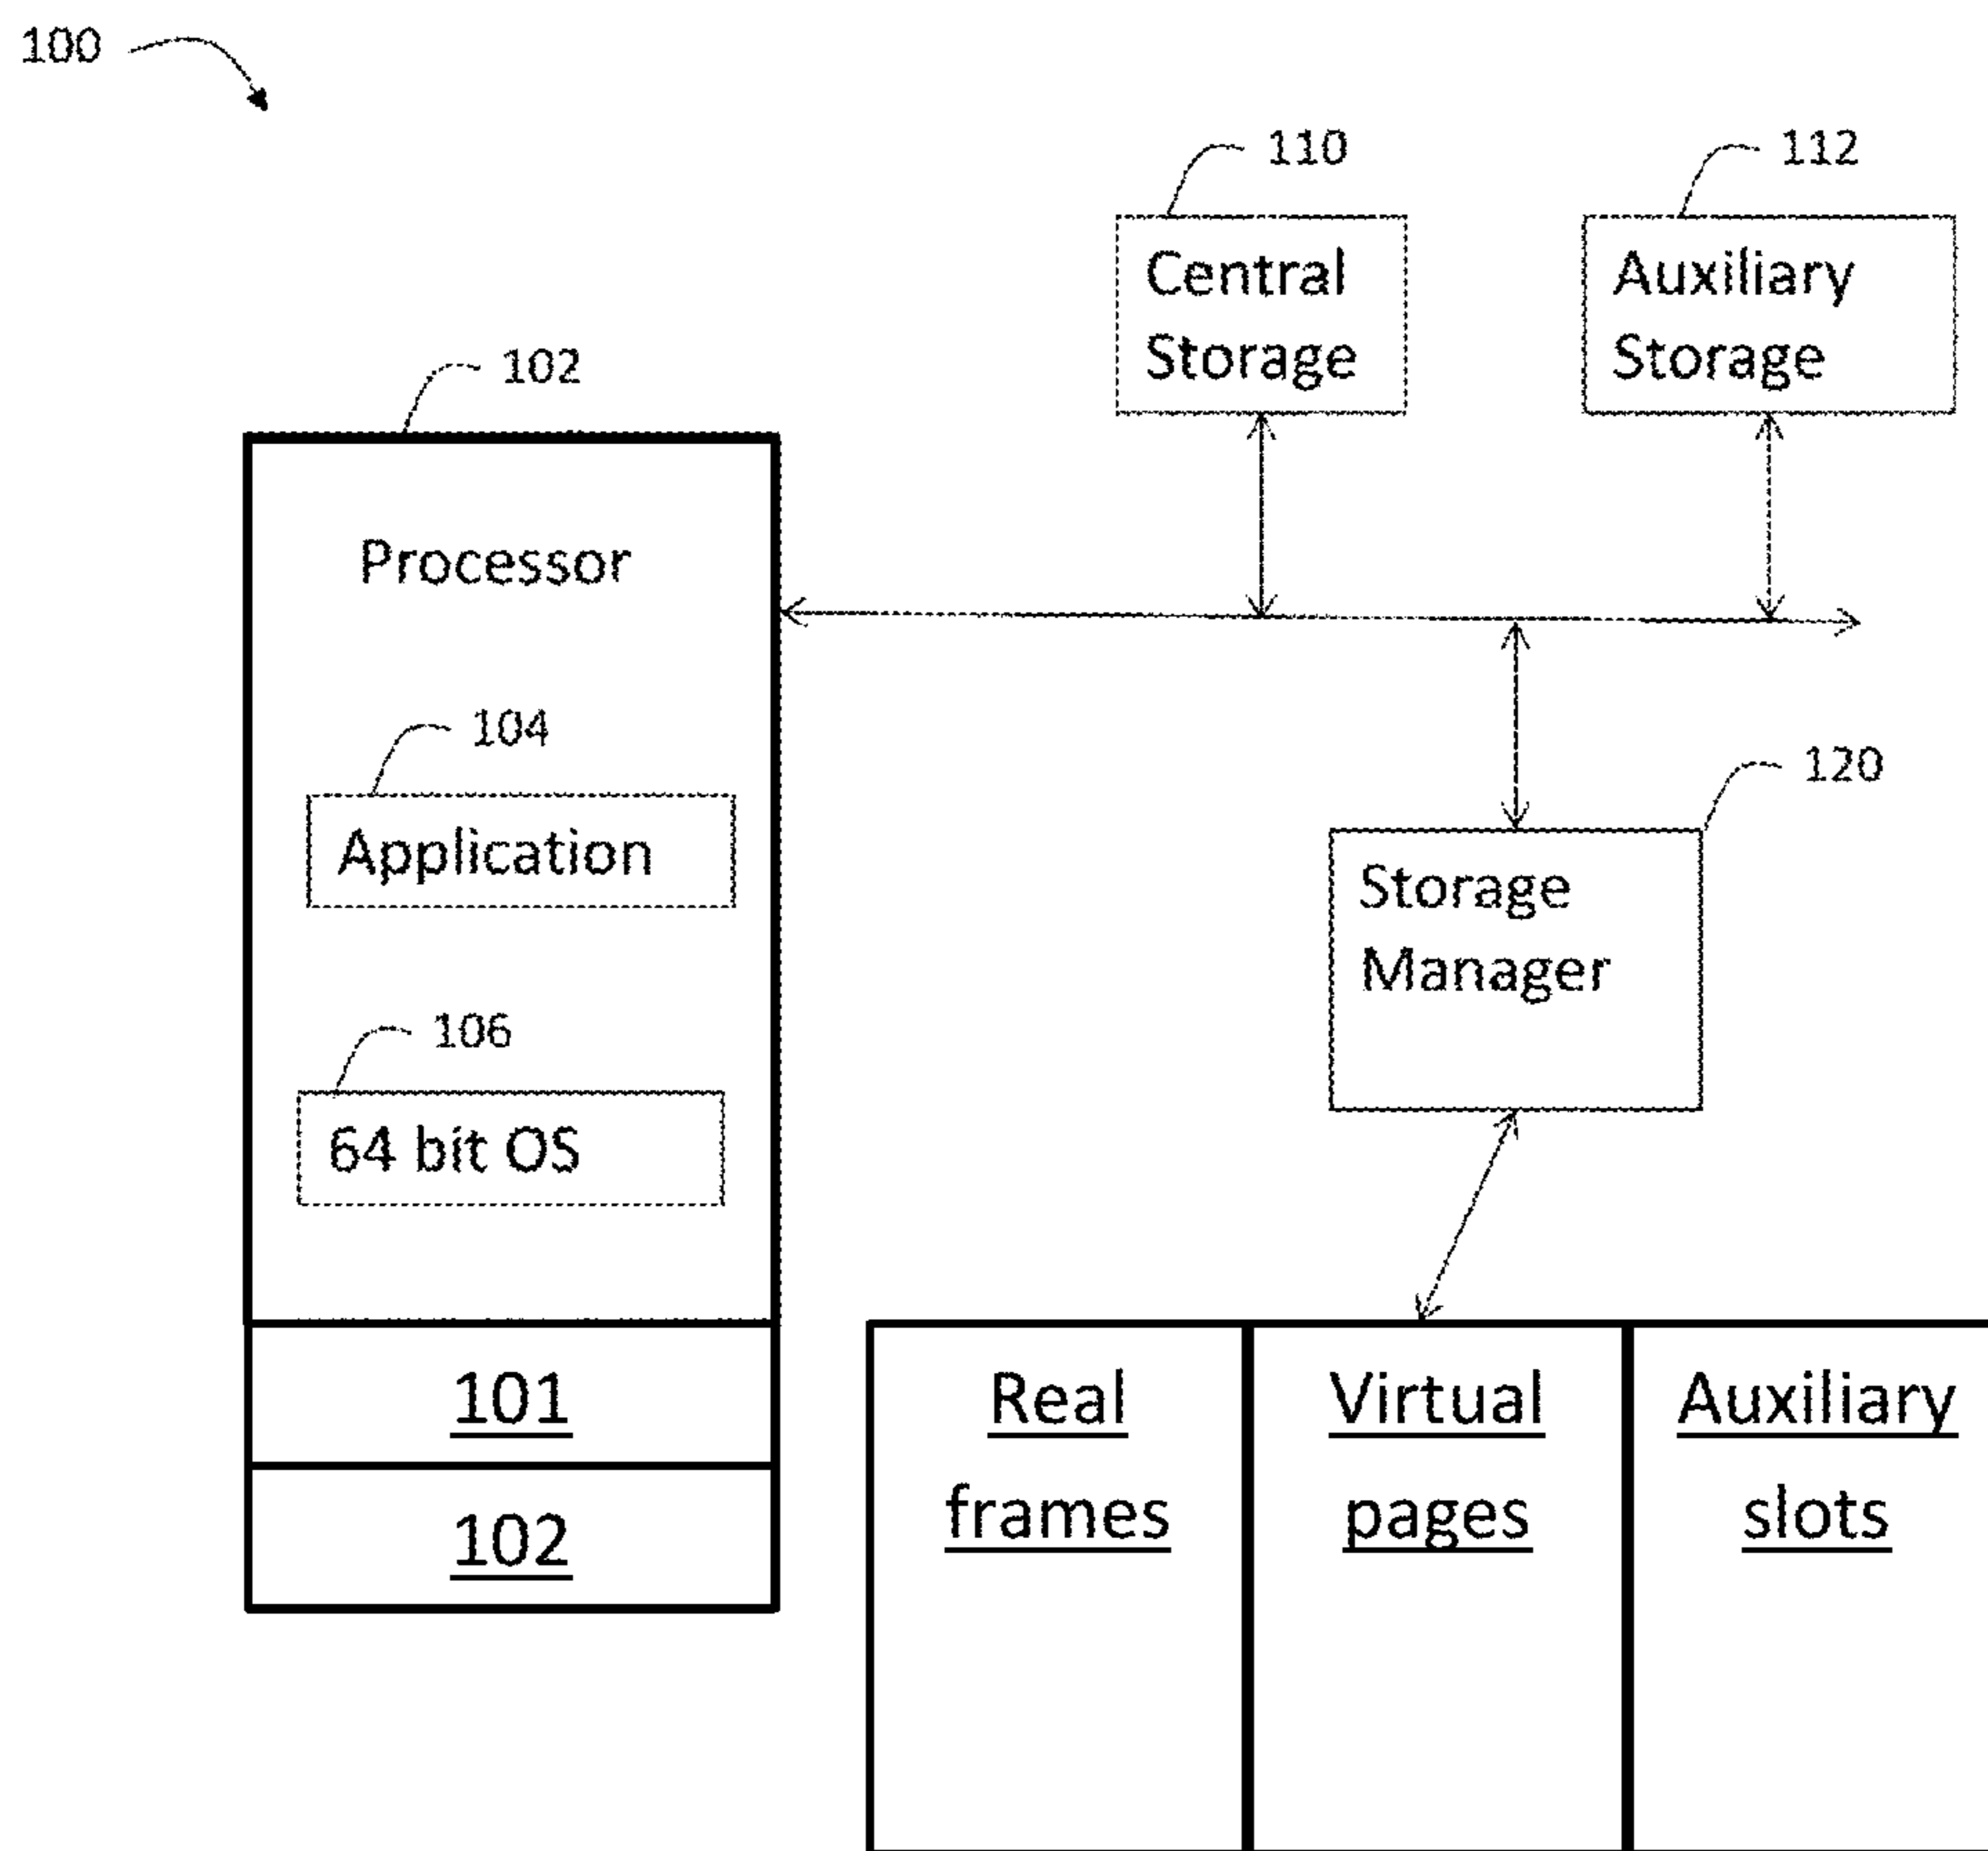 100
110
112
Central
Storage
Auxiliary
Storage
102
Processor
104
Application
120
Storage
Manager
106
64 bit OS
101
102
Real
frames
Virtual
pages
Auxiliary
slots